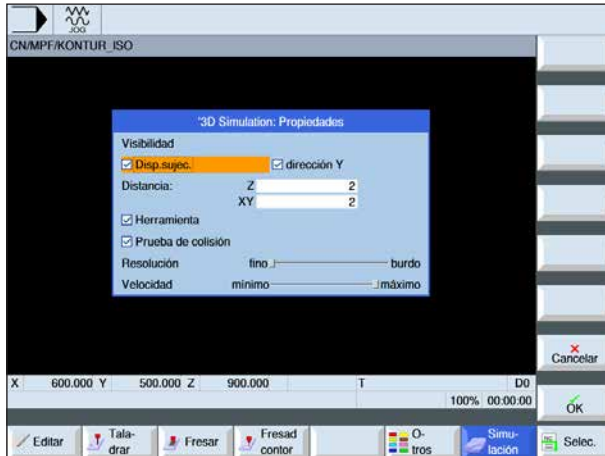 JOG
CN/MPF/KONTUR_ISO
'3D Simulation: Propiedades
Visibilidad
Disp.sujec. dirección Y
Distancia: Z 2
XY 2
Herramienta
Prueba de colisión
Resolución fino burdo
Velocidad mínimo máximo
Cancelar
X 600.000 Y 500.000 Z 900.000 T D0
100% 00:00:00
OK
Editar Tala- Fresar Fresad O- Simu- Selec.
drar contor tros lación